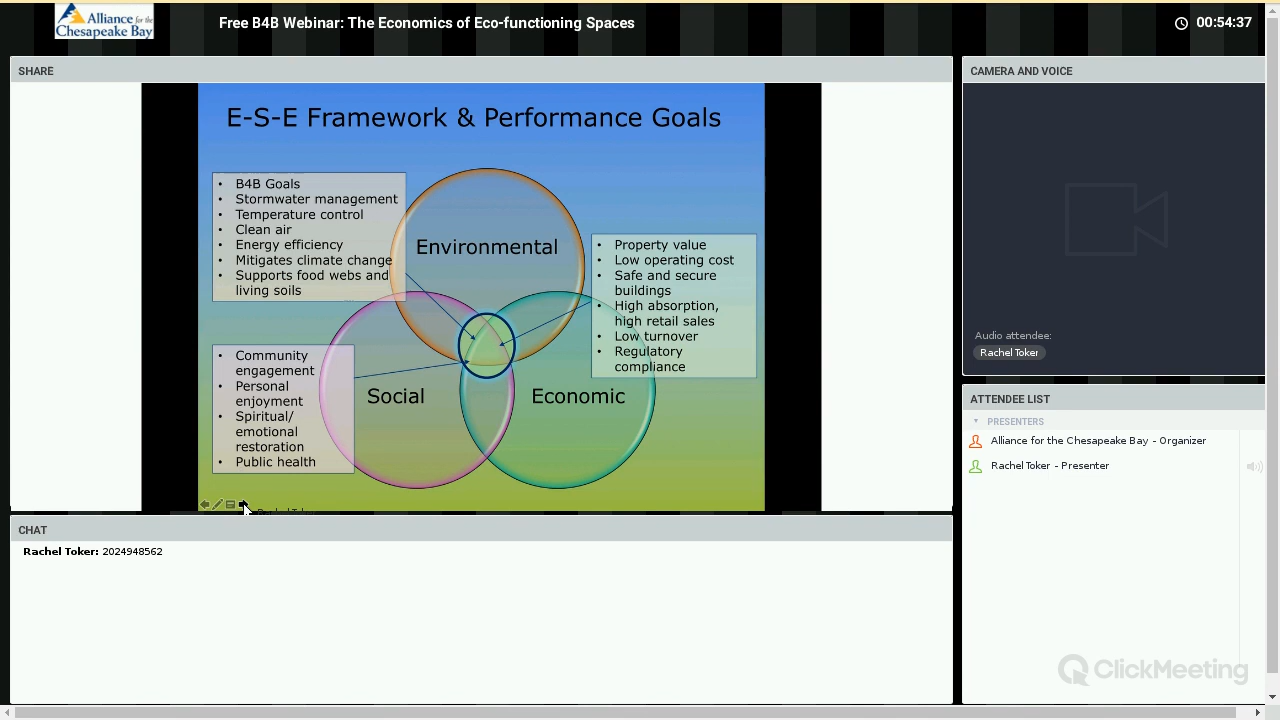 Alliance for the
Chesapeake Bay
Free B4B Webinar: The Economics of Eco-functioning Spaces
00:54:37
SHARE
E-S-E Framework & Performance Goals
• B4B Goals
• Stormwater management
• Temperature control
• Clean air
• Energy efficiency
• Mitigates climate change
• Supports food webs and
living soils
Environmental
• Property value
• Low operating cost
• Safe and secure
buildings
• High absorption,
high retail sales
• Low turnover
• Regulatory
compliance
• Community
engagement
• Personal
enjoyment
• Spiritual/
emotional
restoration
• Public health
Social
Economic
CHAT
Rachel Toker: 2024948562
CAMERA AND VOICE
Audio attendee:
Rachel Toker
ATTENDEE LIST
PRESENTERS
Alliance for the Chesapeake Bay - Organizer
Rachel Toker - Presenter
ClickMeeting